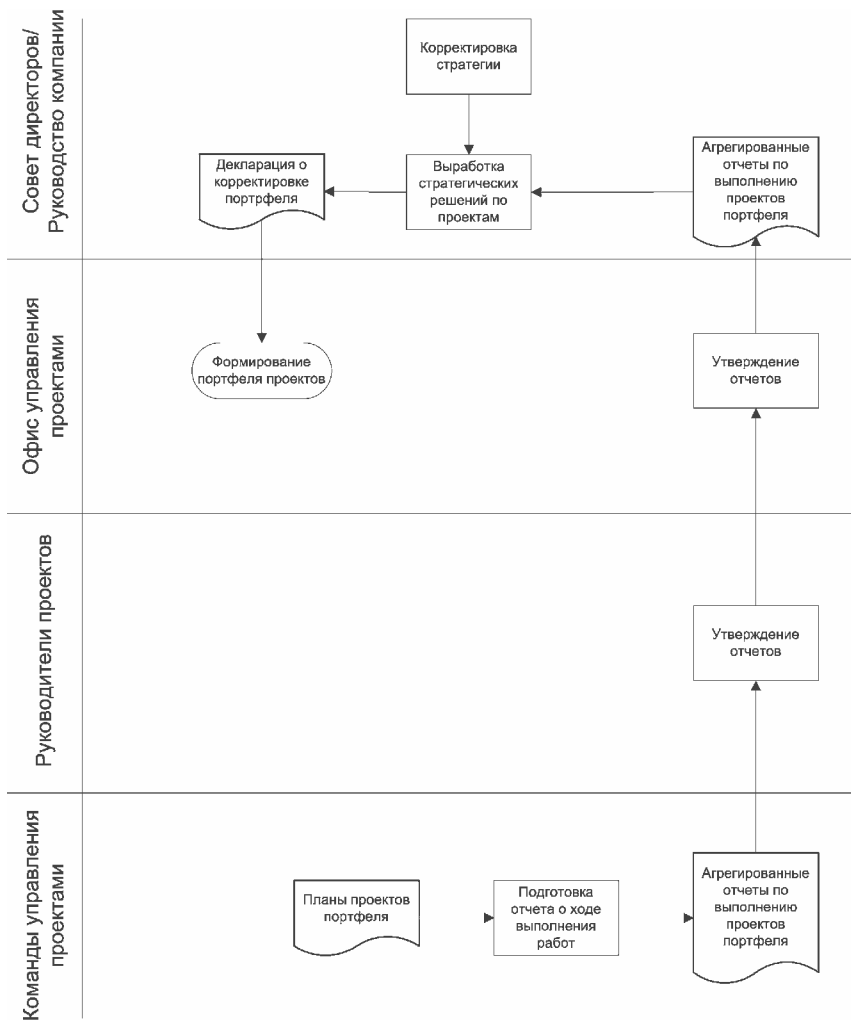 Совет директоров/
Руководство компании
Корректировка
стратегии
Декларация о
корректировке
портрфеля
Выработка
стратегических
решений по
проектам
Агрегированные
отчеты по
выполнению
проектов
портфеля
Офис управления
проектами
Формирование
портфеля проектов
Утверждение
отчетов
Руководители проектов
Утверждение
отчетов
Команды управления
проектами
Планы проектов
портфеля
Подготовка
отчета о ходе
выполнения
работ
Агрегированные
отчеты по
выполнению
проектов
портфеля